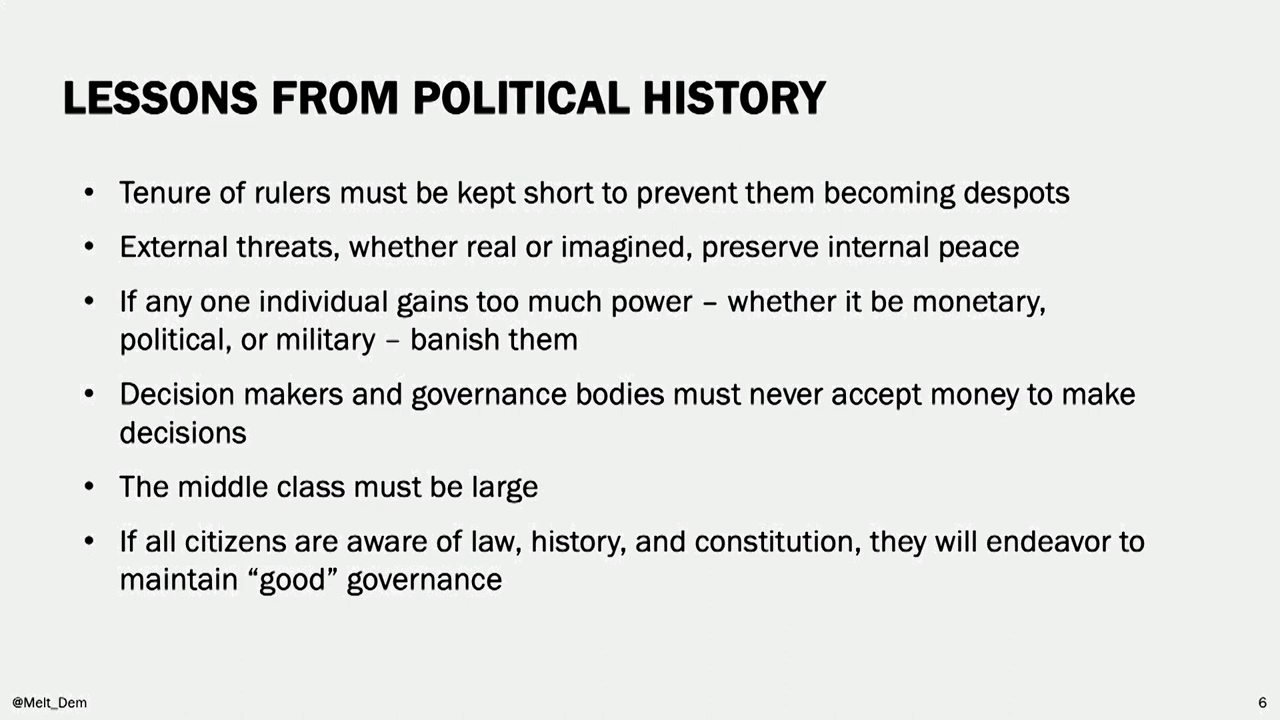 LESSONS FROM POLITICAL HISTORY
• Tenure of rulers must be kept short to prevent them becoming despots
• External threats, whether real or imagined, preserve internal peace
• If any one individual gains too much power – whether it be monetary,
political, or military – banish them
• Decision makers and governance bodies must never accept money to make
decisions
• The middle class must be large
• If all citizens are aware of law, history, and constitution, they will endeavor to
maintain “good” governance
@Melt_Dem
6